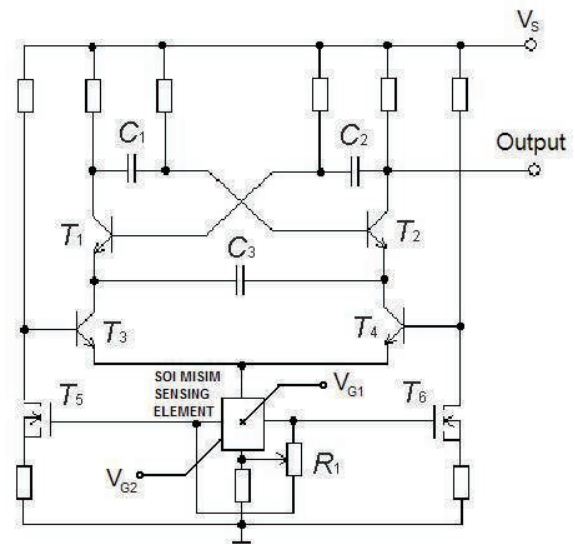 V_S
C_1
C_2
Output
T_1
T_2
C_3
T_3
T_4
SOI MISIM
SENSING
ELEMENT
T_5
V_G1
T_6
V_G2
R_1